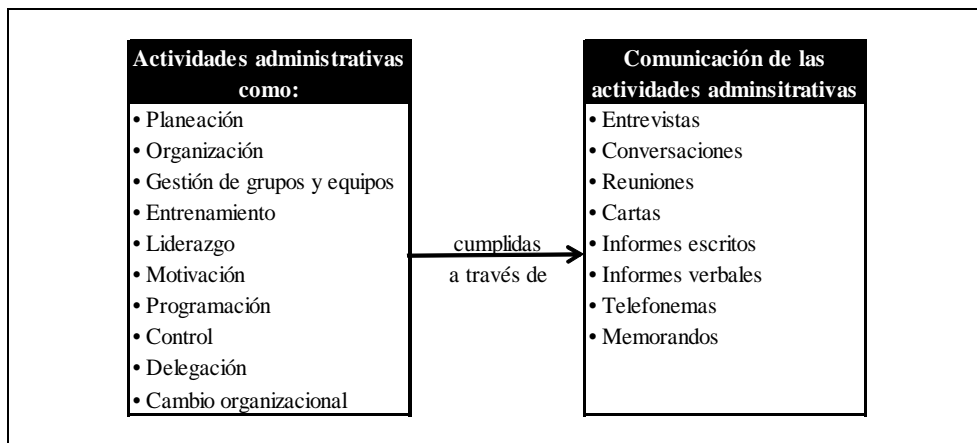 Actividades administrativas
como:
• Planeación
• Organización
• Gestión de grupos y equipos
• Entrenamiento
• Liderazgo
• Motivación
• Programación
• Control
• Delegación
• Cambio organizacional
cumplidas
a través de
Comunicación de las
actividades adminsitrativas
• Entrevistas
• Conversaciones
• Reuniones
• Cartas
• Informes escritos
• Informes verbales
• Telefonemas
• Memorandos